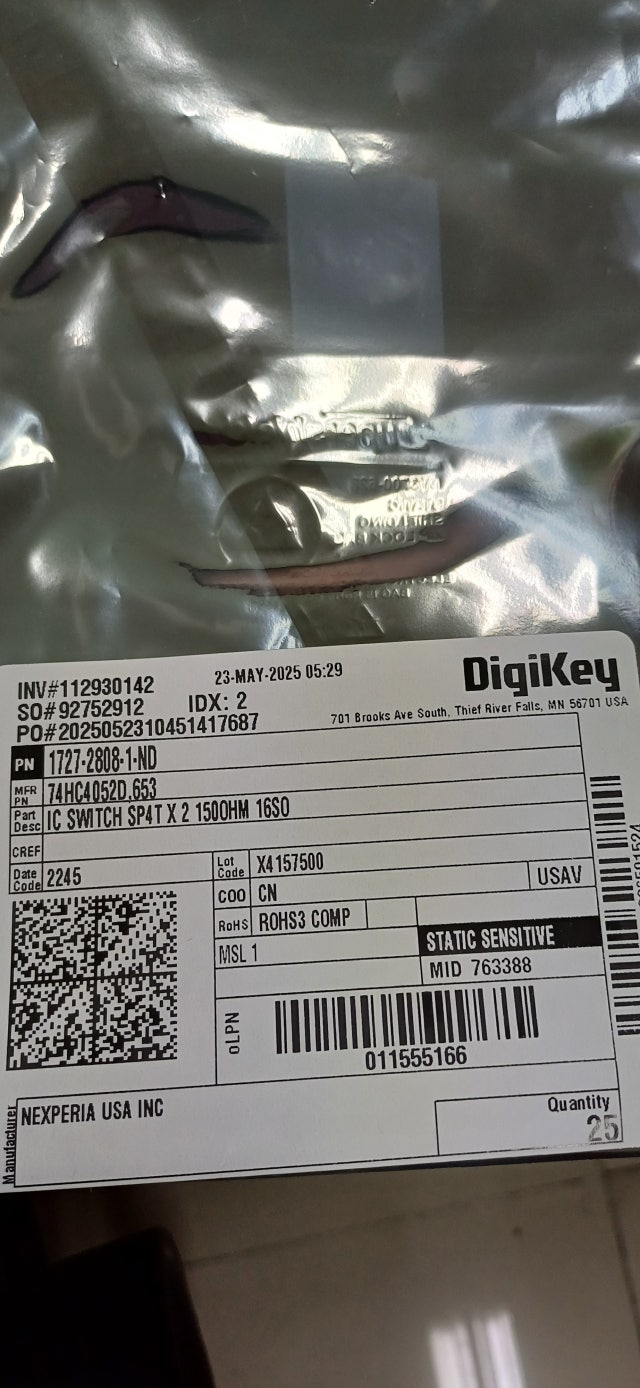 INV#112930142
23-MAY-2025 05:29
DigiKey
SO#92752912
IDX: 2
PO#2025052310451417687
701 Brooks Ave South, Thief River Falls, MN 56701 USA
PN 1727-2808-1-ND
MFR PN 74HC4052D,653
Part Desc IC SWITCH SP4T X 2 150OHM 16SO
CREF
Date Code 2245
Lot Code X4157500
USAV
COO CN
RoHS ROHS3 COMP
MSL 1
STATIC SENSITIVE
MID 763388
oLPN
011555166
Manufacturer NEXPERIA USA INC
Quantity
25